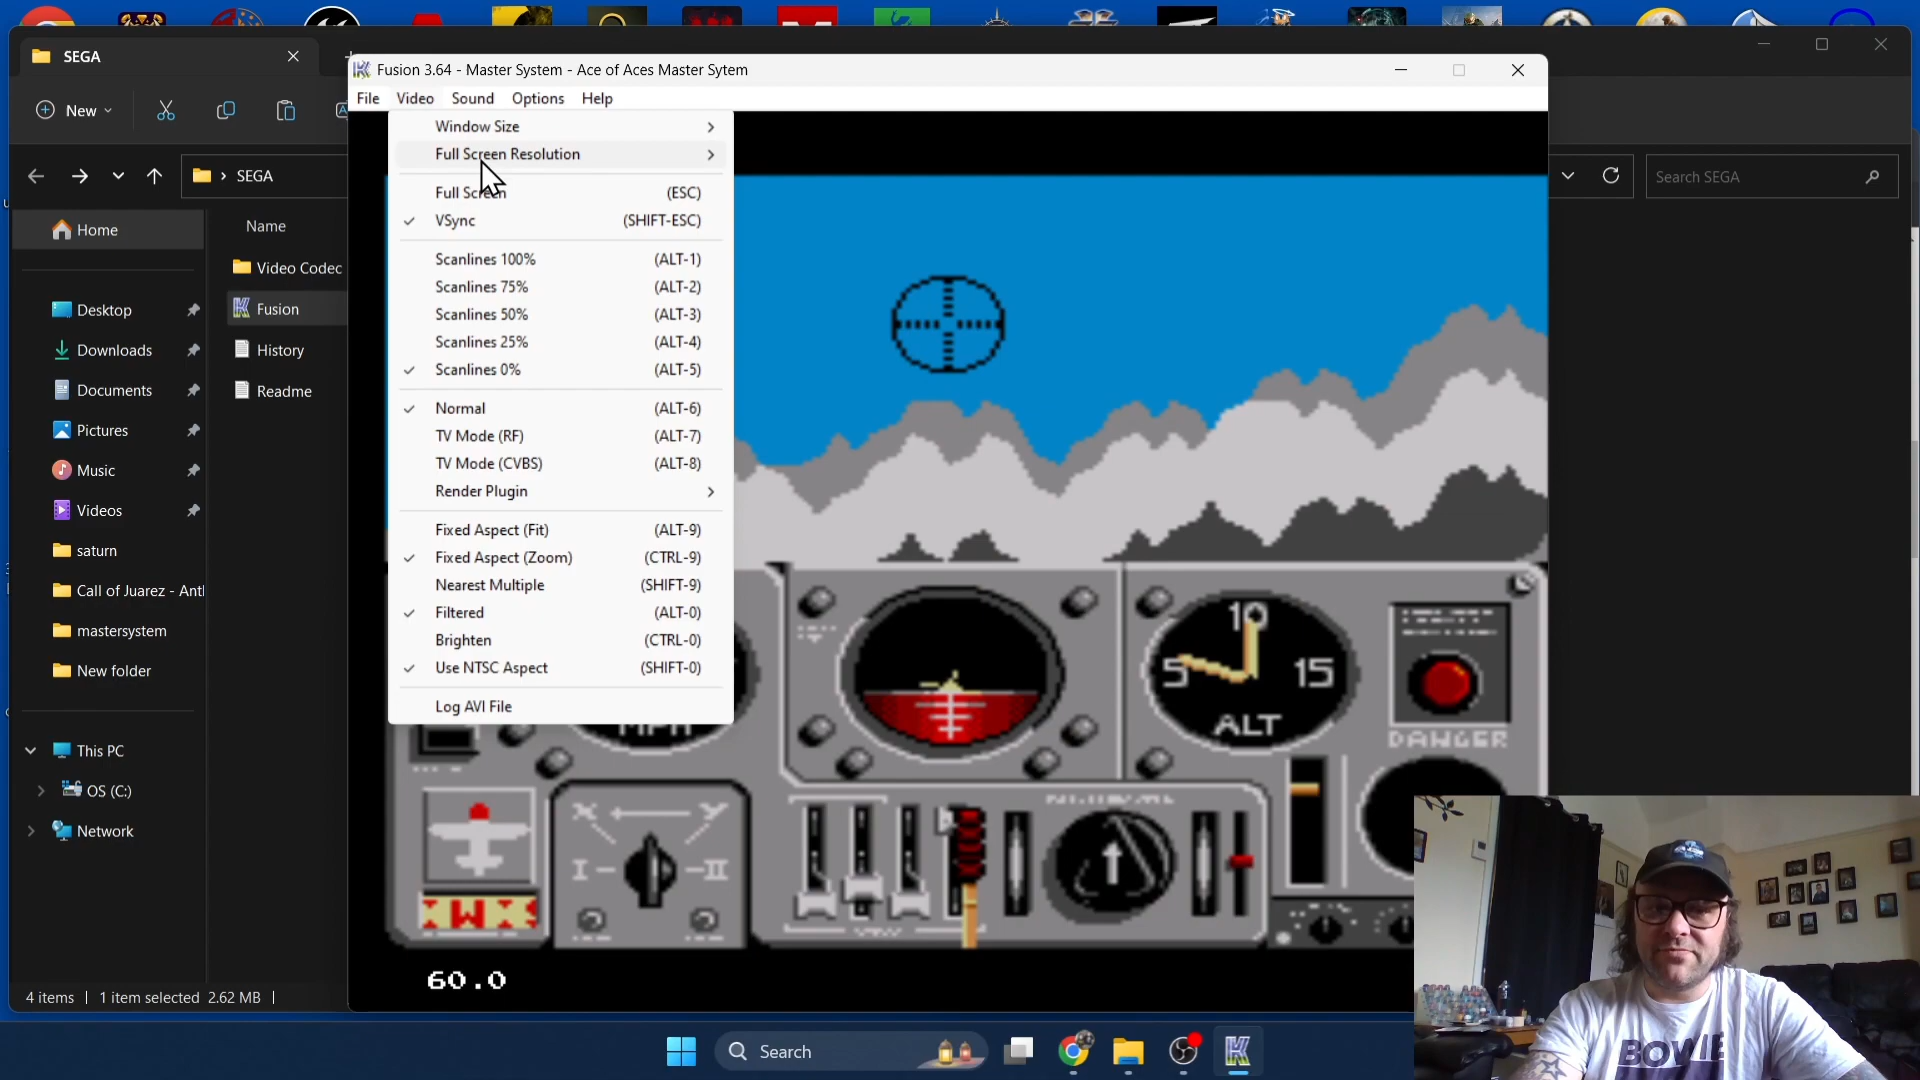 SEGA
Fusion 3.64 - Master System - Ace of Aces Master Sytem
File Video Sound Options Help
New
SEGA
Search SEGA
Window Size
Full Screen Resolution
Full Screen (ESC)
VSync (SHIFT-ESC)
Scanlines 100% (ALT-1)
Scanlines 75% (ALT-2)
Scanlines 50% (ALT-3)
Scanlines 25% (ALT-4)
Scanlines 0% (ALT-5)
Normal (ALT-6)
TV Mode (RF) (ALT-7)
TV Mode (CVBS) (ALT-8)
Render Plugin
Fixed Aspect (Fit) (ALT-9)
Fixed Aspect (Zoom) (CTRL-9)
Nearest Multiple (SHIFT-9)
Filtered (ALT-0)
Brighten (CTRL-0)
Use NTSC Aspect (SHIFT-0)
Log AVI File
Home
Desktop
Downloads
Documents
Pictures
Music
Videos
saturn
Call of Juarez - Ant
mastersystem
New folder
This PC
OS (C:)
Network
Name
Video Codec
Fusion
History
Readme
4 items 1 item selected 2.62 MB
10
5 15
ALT
MPH
DANGER
X Y
I II
60.0
Search
BOWIE